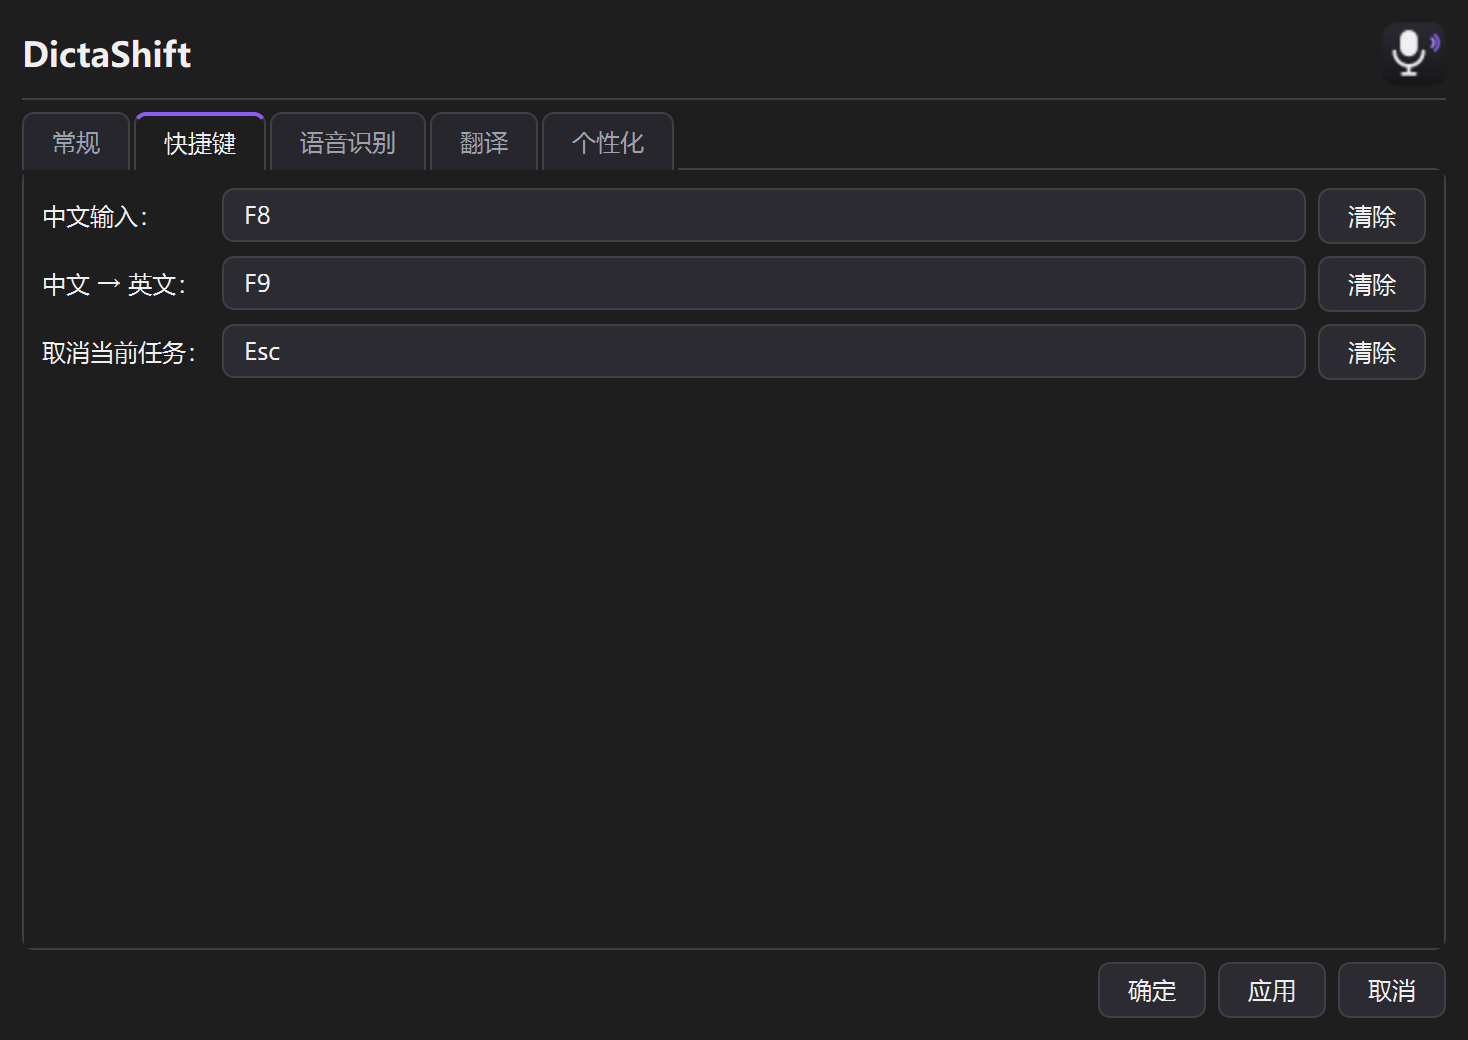 DictaShift
常规 快捷键 语音识别 翻译 个性化
中文输入： F8 清除
中文 → 英文： F9 清除
取消当前任务： Esc 清除
确定 应用 取消